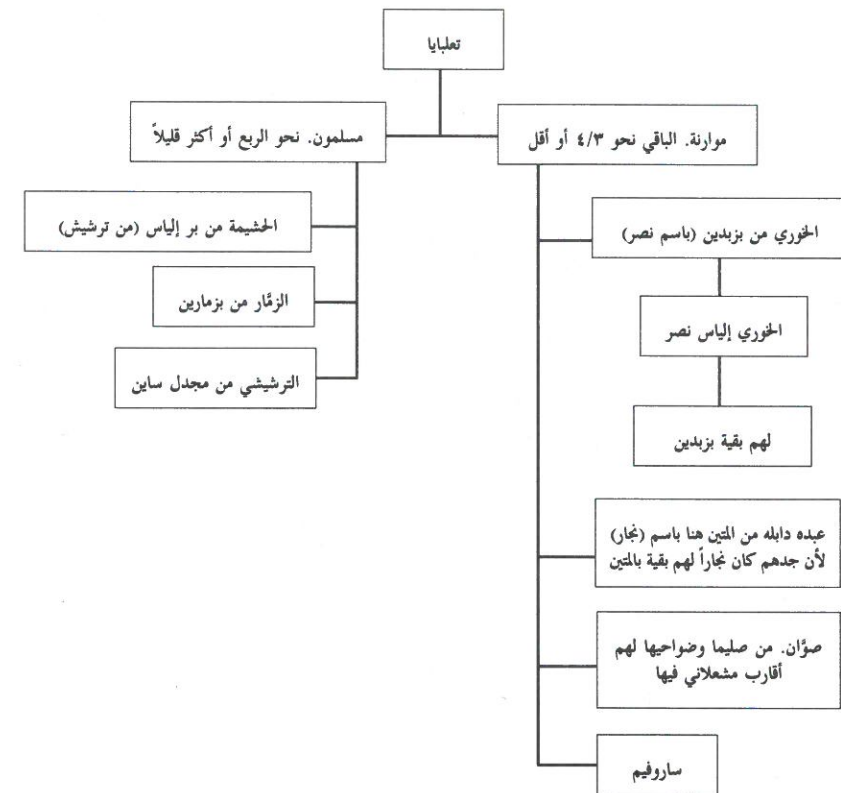 تعلبايا
موارنة. الباقي نحو ٤/٣ أو أقل
الخوري من بزبدين (باسم نصر)
الخوري إلياس نصر
لهم بقية بزبدين
عبده دابله من المتين هنا باسم (نجار)
لأن جدهم كان نجاراً لهم بقية بالمتين
صوَّان. من صليما وضواحيها لهم
أقارب مشعلاني فيها
ساروفيم
مسلمون. نحو الربع أو أكثر قليلاً
الحشيمة من بر إلياس (من ترشيش)
الزمَّار من بزمارين
الترشيشي من مجدل ساين